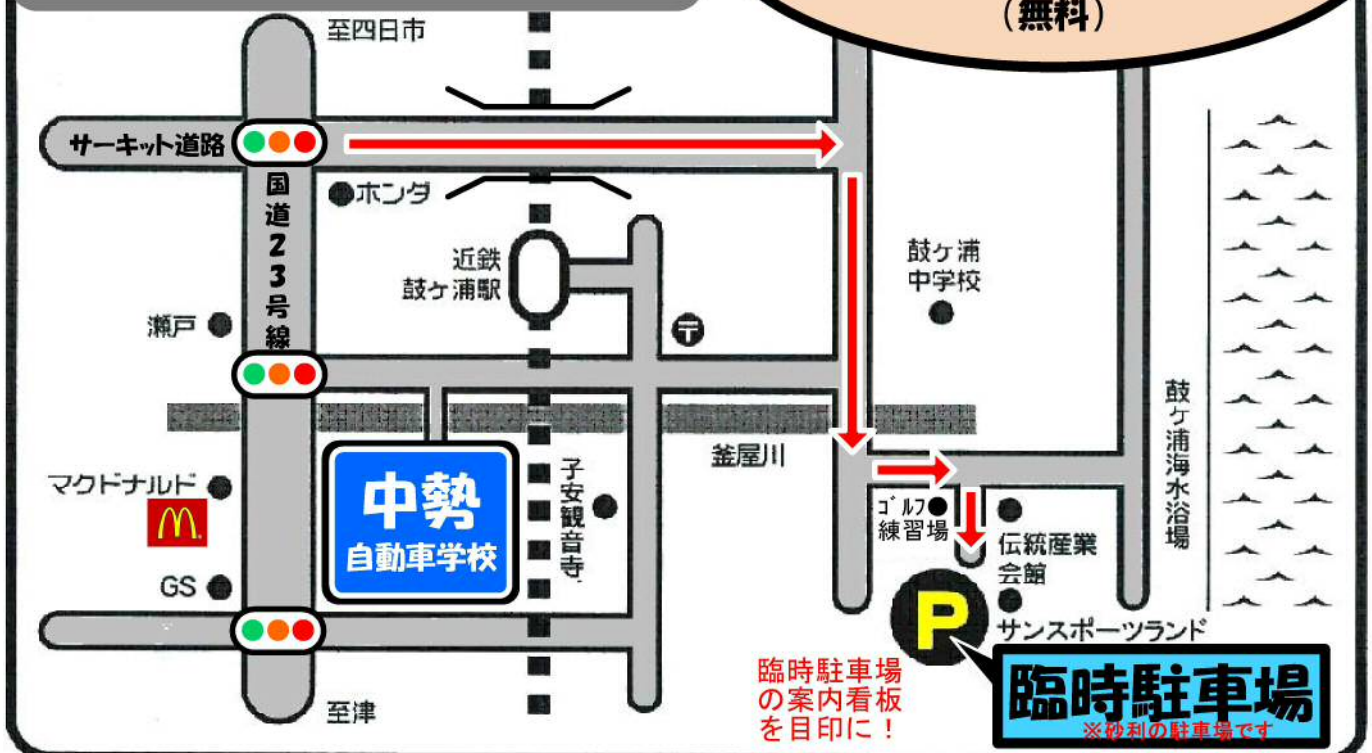 (無料)
至四日市
サーキット道路
国道23号線
ホンダ
近鉄
鼓ヶ浦駅
鼓ケ浦
中学校
瀬戸
〒
鼓ヶ浦海水浴場
釜屋川
マクドナルド
M
中勢
自動車学校
子安観音寺
ゴルフ
練習場
伝統産業
会館
GS
P
サンスポーツランド
臨時駐車場
の案内看板
を目印に！
臨時駐車場
※砂利の駐車場です
至津